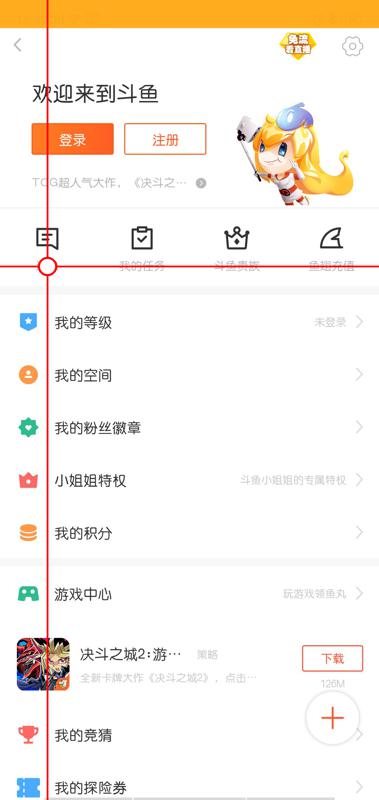 免流
看直播
欢迎来到斗鱼
登录
注册
TCG超人气大作，《决斗之…
我的任务
斗鱼贵族
鱼翅充值
我的等级
未登录
我的空间
我的粉丝徽章
小姐姐特权
斗鱼小姐姐的专属特权
我的积分
游戏中心
玩游戏领鱼丸
决斗之城2:游…
策略
下载
全新卡牌大作《决斗之城2》，点击…
126M
我的竞猜
我的探险券